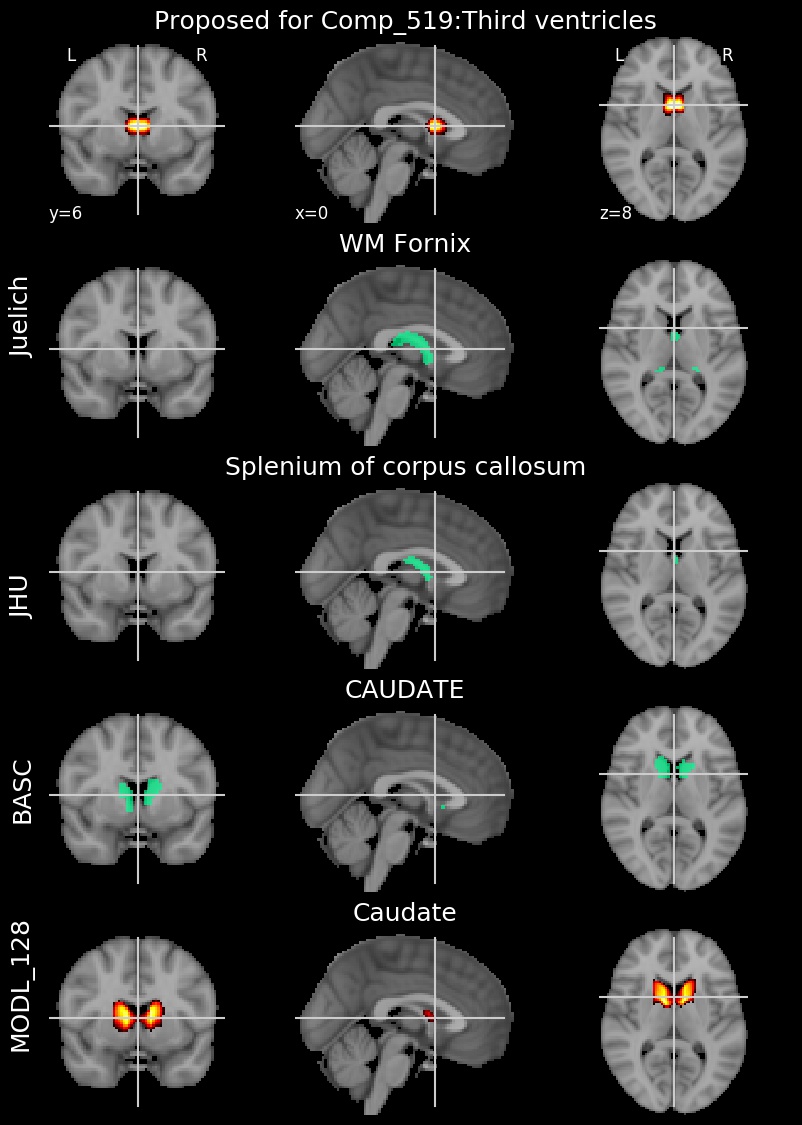 Proposed for Comp_519:Third ventricles
L R L R
y=6 x=0 z=8
WM Fornix
Juelich
Splenium of corpus callosum
JHU
CAUDATE
BASC
Caudate
MODL_128